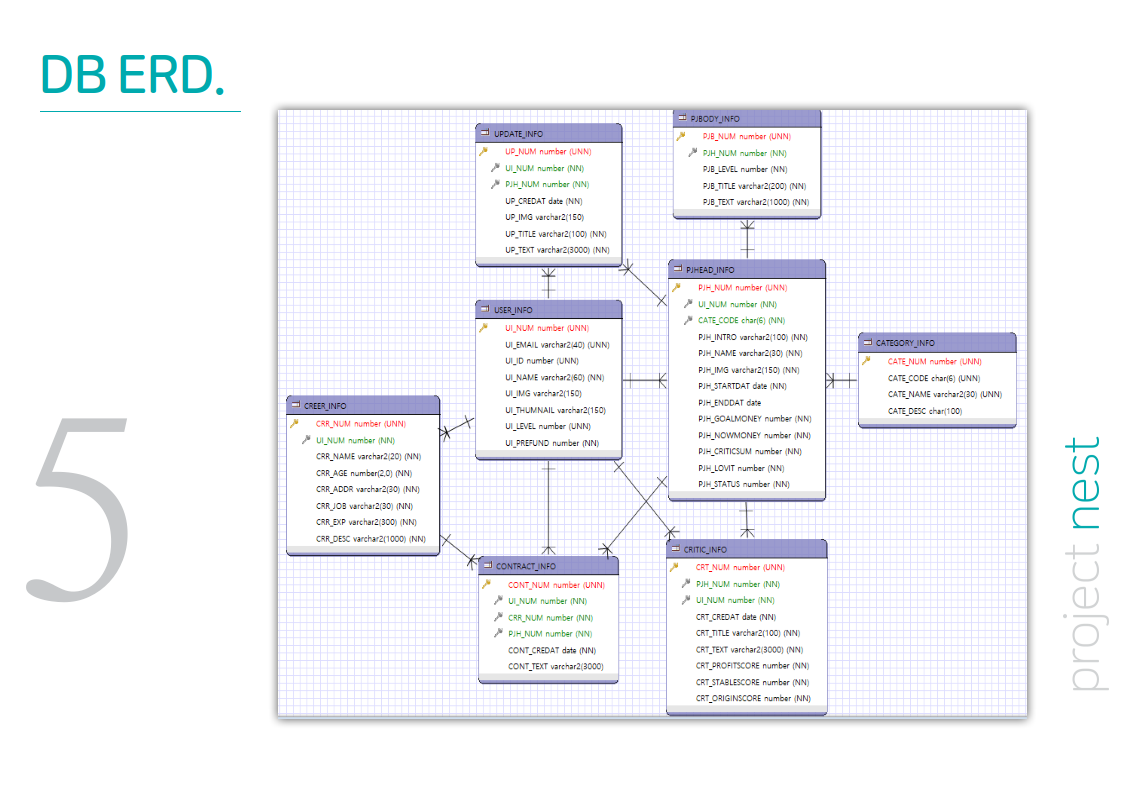 DB ERD.
UPDATE_INFO
UP_NUM number (UNN)
UI_NUM number (NN)
PJH_NUM number (NN)
UP_CREDAT date (NN)
UP_IMG varchar2(150)
UP_TITLE varchar2(100) (NN)
UP_TEXT varchar2(3000) (NN)
PJBODY_INFO
PJB_NUM number (UNN)
PJH_NUM number (NN)
PJB_LEVEL number (NN)
PJB_TITLE varchar2(200) (NN)
PJB_TEXT varchar2(1000) (NN)
USER_INFO
UI_NUM number (UNN)
UI_EMAIL varchar2(40) (UNN)
UI_ID number (UNN)
UI_NAME varchar2(60) (NN)
UI_IMG varchar2(150)
UI_THUMNAIL varchar2(150)
UI_LEVEL number (UNN)
UI_PREFUND number (NN)
PJHEAD_INFO
PJH_NUM number (UNN)
UI_NUM number (NN)
CATE_CODE char(6) (NN)
PJH_INTRO varchar2(100) (NN)
PJH_NAME varchar2(30) (NN)
PJH_IMG varchar2(150) (NN)
PJH_STARTDAT date (NN)
PJH_ENDDAT date
PJH_GOALMONEY number (NN)
PJH_NOWMONEY number (NN)
PJH_CRITICSUM number (NN)
PJH_LOVIT number (NN)
PJH_STATUS number (NN)
CATEGORY_INFO
CATE_NUM number (UNN)
CATE_CODE char(6) (UNN)
CATE_NAME varchar2(30) (UNN)
CATE_DESC char(100)
CREER_INFO
CRR_NUM number (UNN)
UI_NUM number (NN)
CRR_NAME varchar2(20) (NN)
CRR_AGE number(2,0) (NN)
CRR_ADDR varchar2(30) (NN)
CRR_JOB varchar2(30) (NN)
CRR_EXP varchar2(300) (NN)
CRR_DESC varchar2(1000) (NN)
CONTRACT_INFO
CONT_NUM number (UNN)
UI_NUM number (NN)
CRR_NUM number (NN)
PJH_NUM number (NN)
CONT_CREDAT date (NN)
CONT_TEXT varchar2(3000)
CRITIC_INFO
CRT_NUM number (UNN)
PJH_NUM number (NN)
UI_NUM number (NN)
CRT_CREDAT date (NN)
CRT_TITLE varchar2(100) (NN)
CRT_TEXT varchar2(3000) (NN)
CRT_PROFITSCORE number (NN)
CRT_STABLESCORE number (NN)
CRT_ORIGINSCORE number (NN)
5
project nest